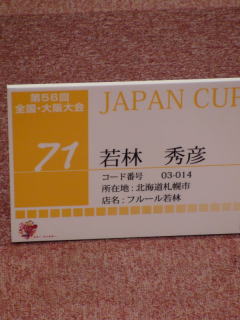 第56回
全国・大阪大会
JAPAN CUP
71
若林 秀彦
コード番号 03-014
所在地：北海道札幌市
店名：フルール若林